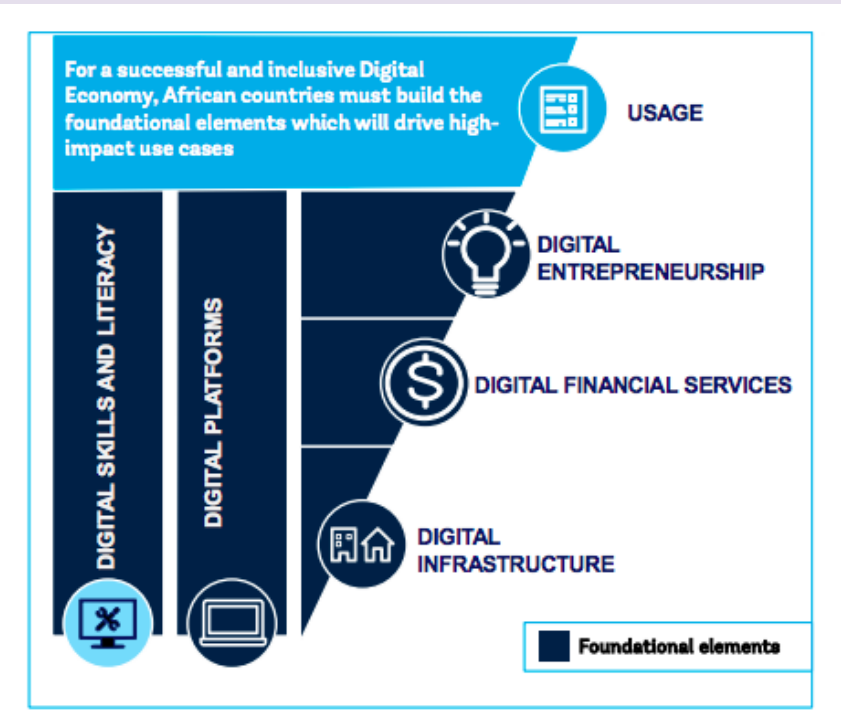 For a successful and inclusive Digital
Economy, African countries must build the
foundational elements which will drive high-
impact use cases
USAGE
DIGITAL SKILLS AND LITERACY
DIGITAL PLATFORMS
DIGITAL
ENTREPRENEURSHIP
DIGITAL FINANCIAL SERVICES
DIGITAL
INFRASTRUCTURE
Foundational elements